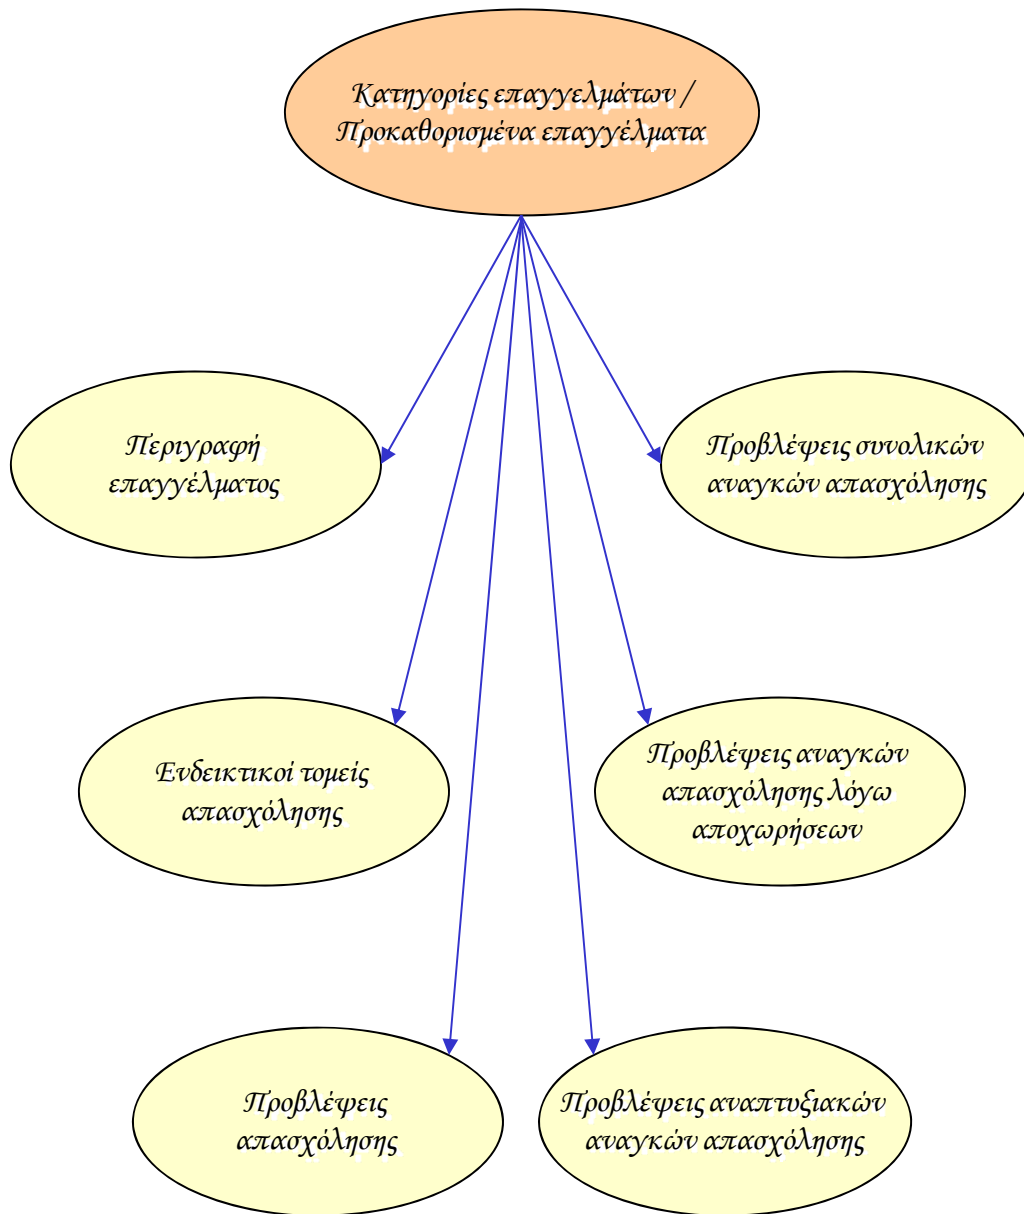 Κατηγορίες επαγγελμάτων /
Προκαθορισμένα επαγγέλματα
Περιγραφή
επαγγέλματος
Προβλέψεις συνολικών
αναγκών απασχόλησης
Ενδεικτικοί τομείς
απασχόλησης
Προβλέψεις αναγκών
απασχόλησης λόγω
αποχωρήσεων
Προβλέψεις
απασχόλησης
Προβλέψεις αναπτυξιακών
αναγκών απασχόλησης